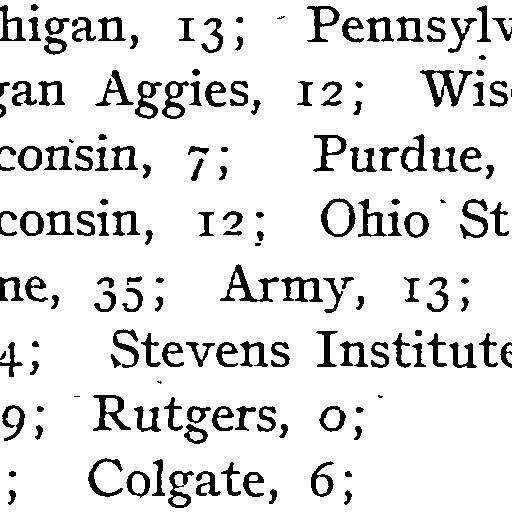 higan, 13; Pennsylv
gan Aggies, 12; Wis
consin, 7; Purdue,
consin, 12; Ohio St
ne, 35; Army, 13;
4; Stevens Institute
9; Rutgers, 0;
; Colgate, 6;